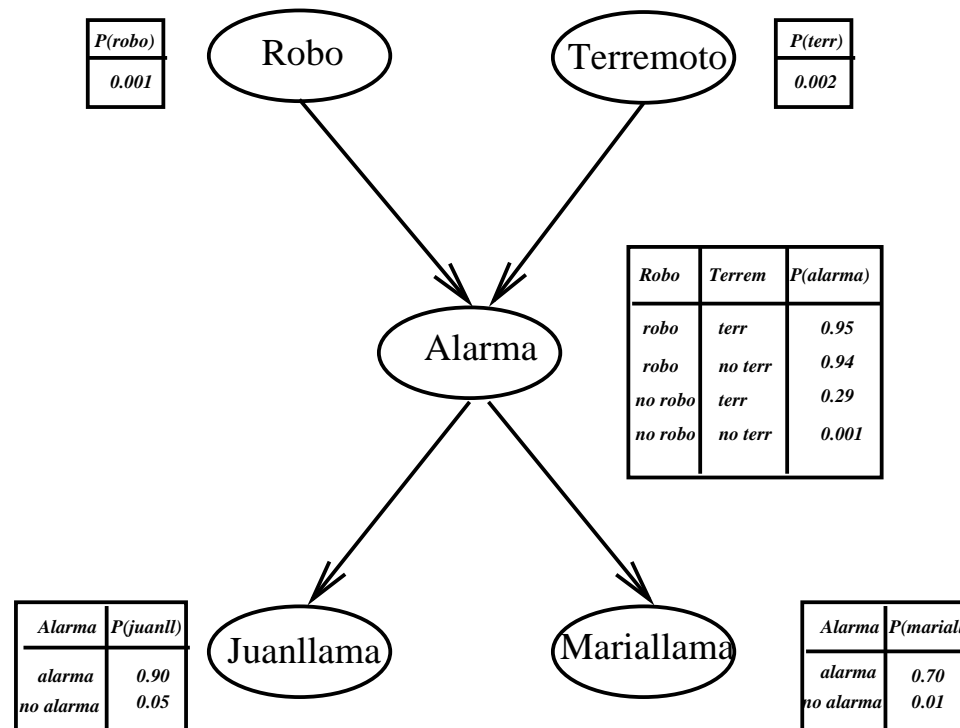 P(robo)
0.001
Robo
Terremoto
P(terr)
0.002
Robo Terrem P(alarma)
robo terr 0.95
robo no terr 0.94
no robo terr 0.29
no robo no terr 0.001
Alarma
Alarma P(juanll)
alarma 0.90
no alarma 0.05
Juanllama
Mariallama
Alarma P(mariall
alarma 0.70
no alarma 0.01